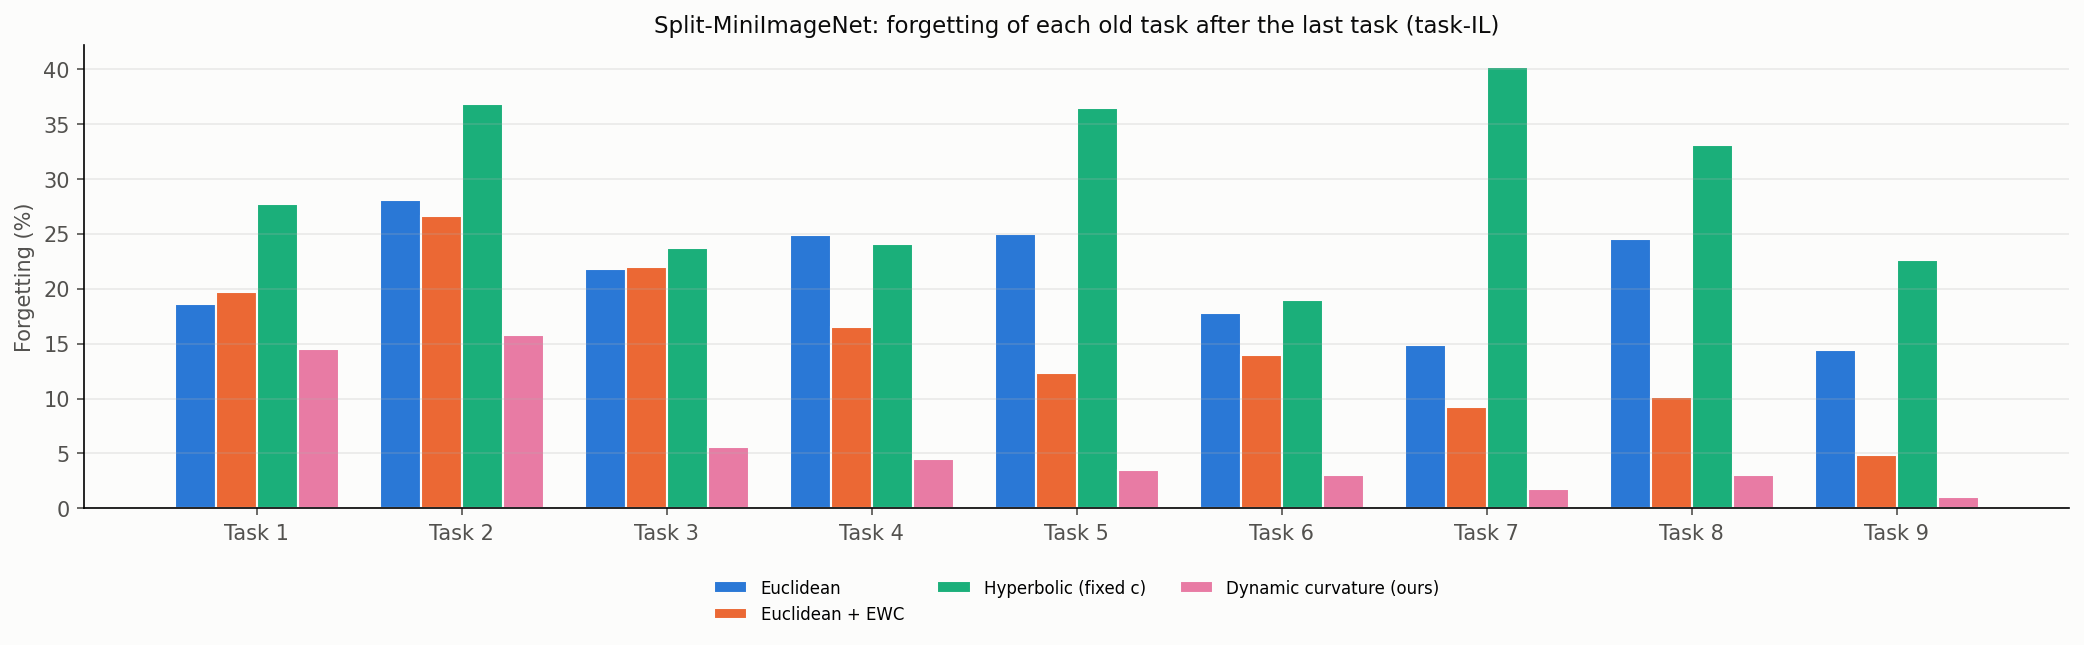 Split-MiniImageNet: forgetting of each old task after the last task (task-IL)
Forgetting (%)
40
35
30
25
20
15
10
5
0
Task 1 Task 2 Task 3 Task 4 Task 5 Task 6 Task 7 Task 8 Task 9
Euclidean Hyperbolic (fixed c) Dynamic curvature (ours)
Euclidean + EWC